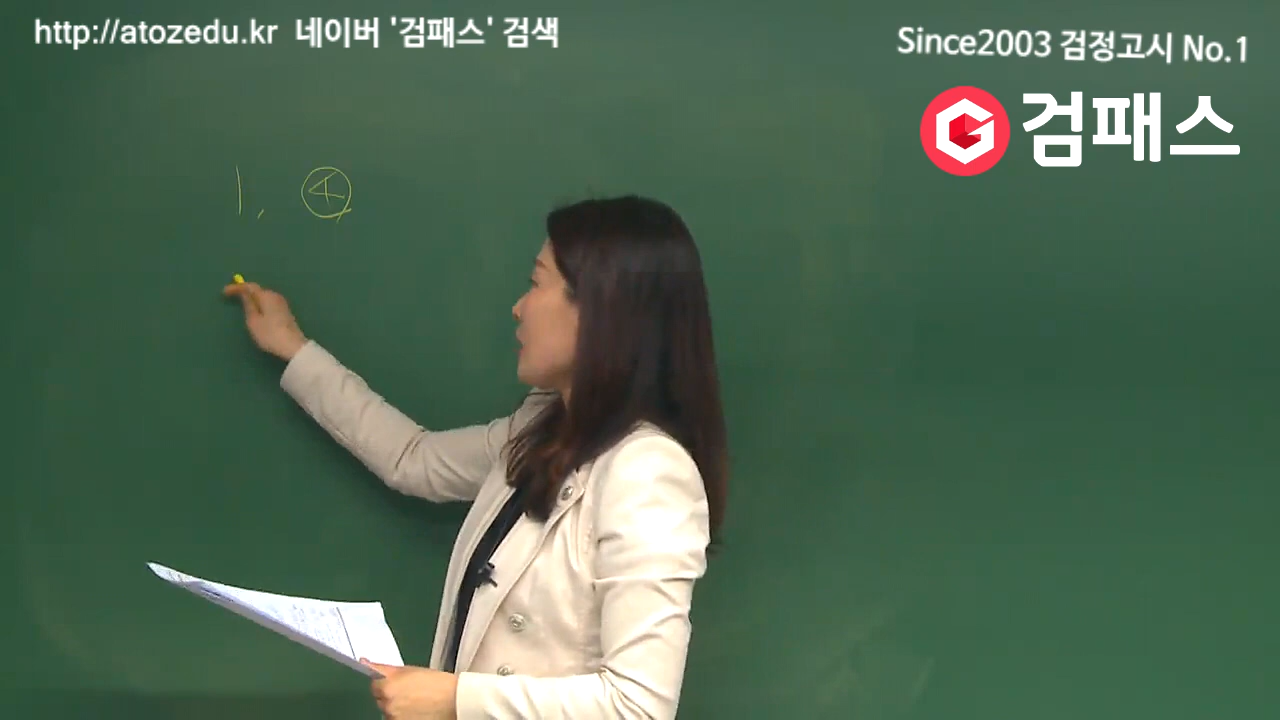 http://atozedu.kr 네이버 '검패스' 검색
Since2003 검정고시 No.1
검패스
1, ④